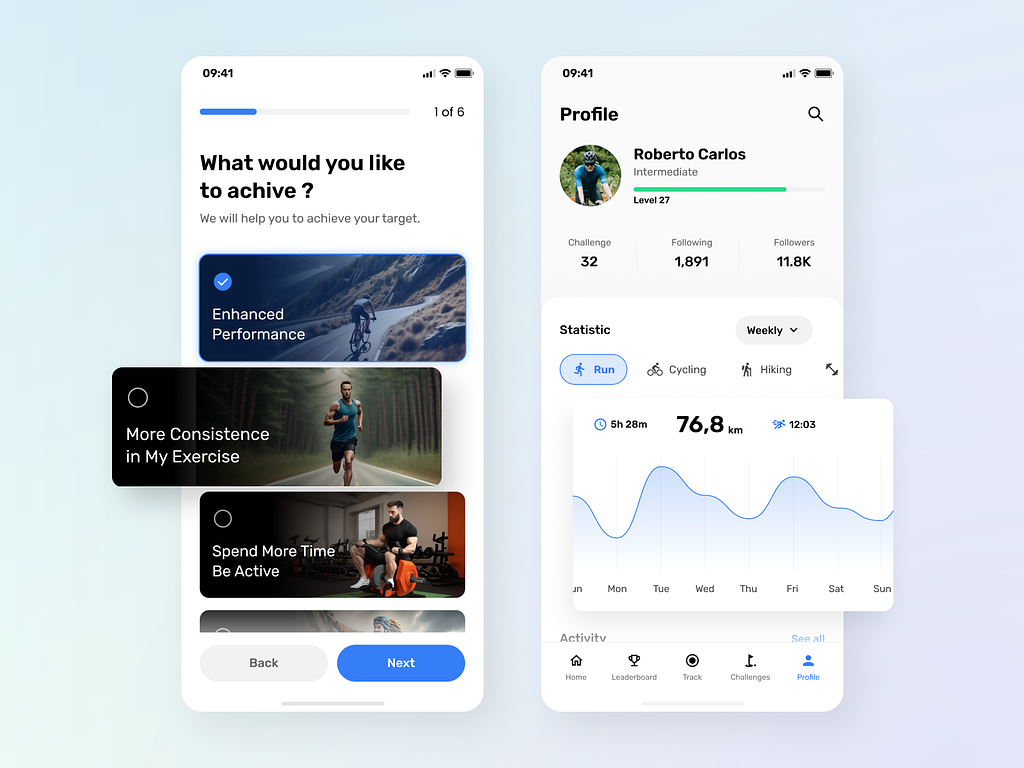 09:41
1 of 6
What would you like
to achive ?
We will help you to achieve your target.
Enhanced
Performance
More Consistence
in My Exercise
Spend More Time
Be Active
Back
Next
09:41
Profile
Roberto Carlos
Intermediate
Level 27
Challenge
Following
Followers
32
1,891
11.8K
Statistic
Weekly
Run
Cycling
Hiking
5h 28m
76,8 km
12:03
un
Mon
Tue
Wed
Thu
Fri
Sat
Sun
Activity
See all
Home
Leaderboard
Track
Challenges
Profile